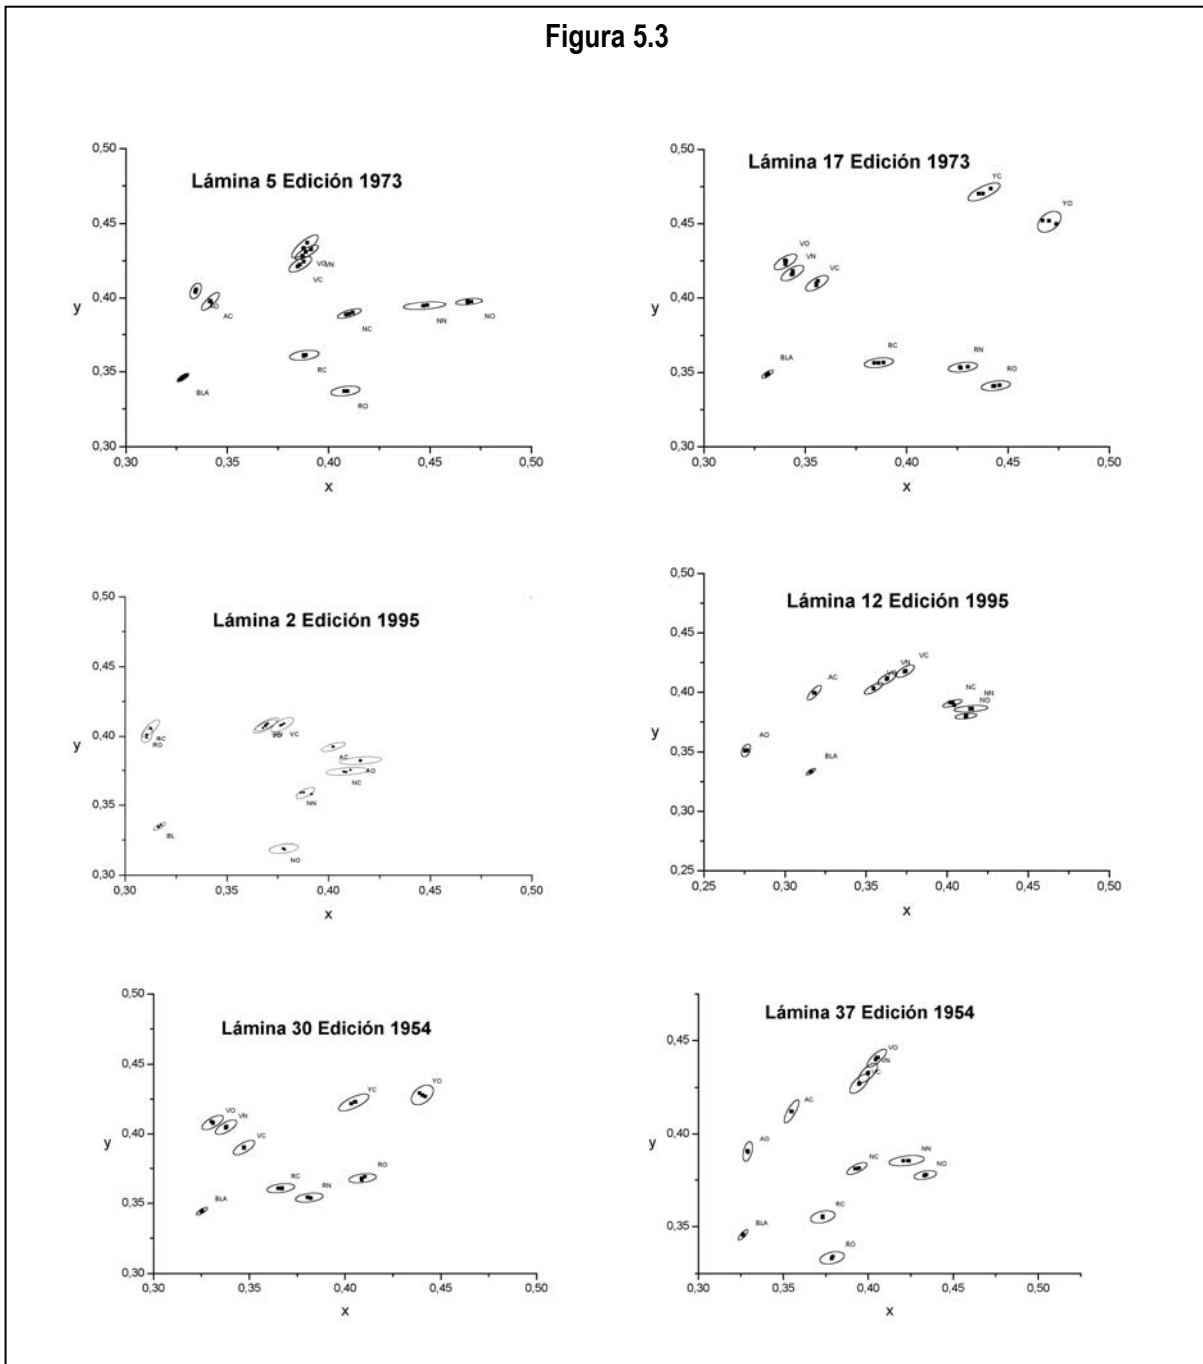 Figura 5.3
Lámina 5 Edición 1973
0,50
0,45
0,40
0,35
0,30
y
VO
VN
VC
AC
NC
NN
NO
RC
BLA
RO
0,30 0,35 0,40 0,45 0,50
x
Lámina 17 Edición 1973
0,50
0,45
0,40
0,35
0,30
y
YC
YO
VO
VN
VC
BLA
RC
RN
RO
0,30 0,35 0,40 0,45 0,50
x
Lámina 2 Edición 1995
0,50
0,45
0,40
0,35
0,30
y
RC
RO
VC
AC
AO
NC
NN
BL
NO
0,30 0,35 0,40 0,45 0,50
x
Lámina 12 Edición 1995
0,50
0,45
0,40
0,35
0,30
0,25
y
VC
VN
AC
NC
NN
NO
AO
BLA
0,25 0,30 0,35 0,40 0,45 0,50
x
Lámina 30 Edición 1954
0,50
0,45
0,40
0,35
0,30
y
YC
YO
VO
VN
VC
RC
RN
RO
BLA
0,30 0,35 0,40 0,45 0,50
x
Lámina 37 Edición 1954
0,45
0,40
0,35
y
VO
VN
VC
AC
AO
NC
NN
NO
RC
BLA
RO
0,30 0,35 0,40 0,45 0,50
x